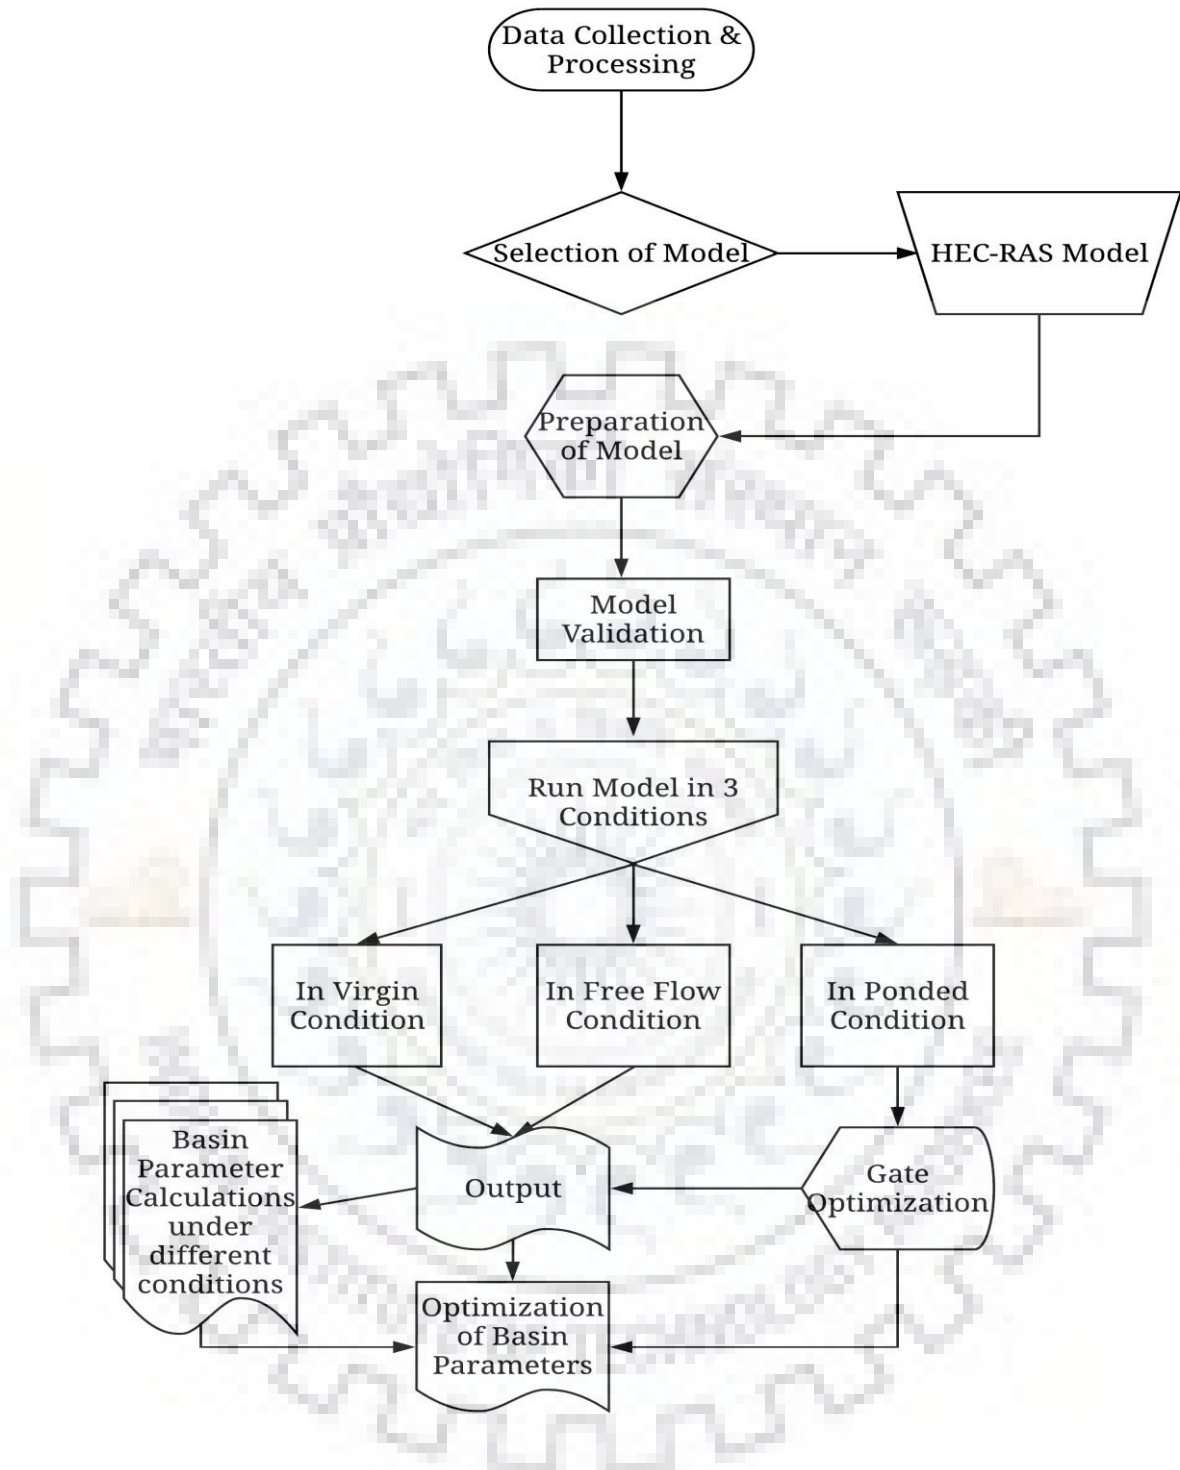 Data Collection &
Processing
Selection of Model
HEC-RAS Model
Preparation
of Model
Model
Validation
Run Model in 3
Conditions
In Virgin
Condition
In Free Flow
Condition
In Ponded
Condition
Basin
Parameter
Calculations
under
different
conditions
Output
Gate
Optimization
Optimization
of Basin
Parameters